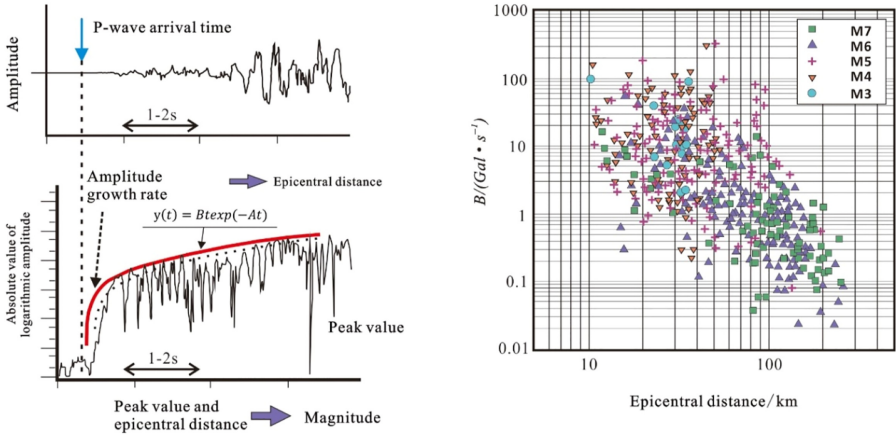 P-wave arrival time
Amplitude
1-2s
Amplitude
growth rate
Epicentral distance
y(t) = Btexp(−At)
Absolute value of
logarithmic amplitude
Peak value
1-2s
Peak value and
epicentral distance
Magnitude
1000
100
10
1
0.1
0.01
B/(Gal • s⁻¹)
M7
M6
M5
M4
M3
10
100
Epicentral distance/km